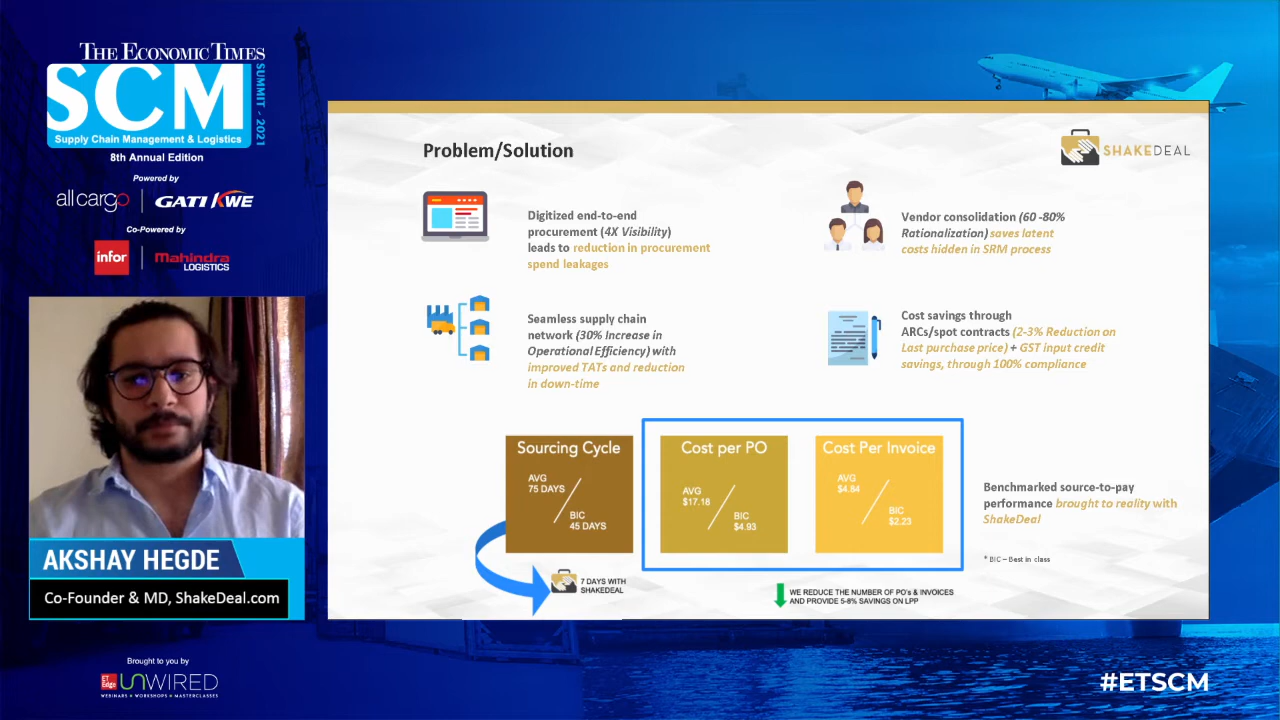 THE ECONOMIC TIMES
SCM
SUMMIT - 2021
Supply Chain Management & Logistics
8th Annual Edition
Powered by
allcargo
GATI KWE
Co-Powered by
infor
Mahindra
LOGISTICS
AKSHAY HEGDE
Co-Founder & MD, ShakeDeal.com
Brought to you by
ET Edge
UNWIRED
WEBINARS • WORKSHOPS • MASTERCLASSES
Problem/Solution
SHAKEDEAL
Digitized end-to-end
procurement (4X Visibility)
leads to reduction in procurement
spend leakages
Vendor consolidation (60 -80%
Rationalization) saves latent
costs hidden in SRM process
Seamless supply chain
network (30% Increase in
Operational Efficiency) with
improved TATs and reduction
in down-time
Cost savings through
ARCs/spot contracts (2-3% Reduction on
Last purchase price) + GST input credit
savings, through 100% compliance
Sourcing Cycle
AVG
75 DAYS
BIC
45 DAYS
Cost per PO
AVG
$17.18
BIC
$4.93
Cost Per Invoice
AVG
$4.84
BIC
$2.23
Benchmarked source-to-pay
performance brought to reality with
ShakeDeal
* BIC – Best in class
7 DAYS WITH
SHAKEDEAL
WE REDUCE THE NUMBER OF PO's & INVOICES
AND PROVIDE 5-8% SAVINGS ON LPP
#ETSCM